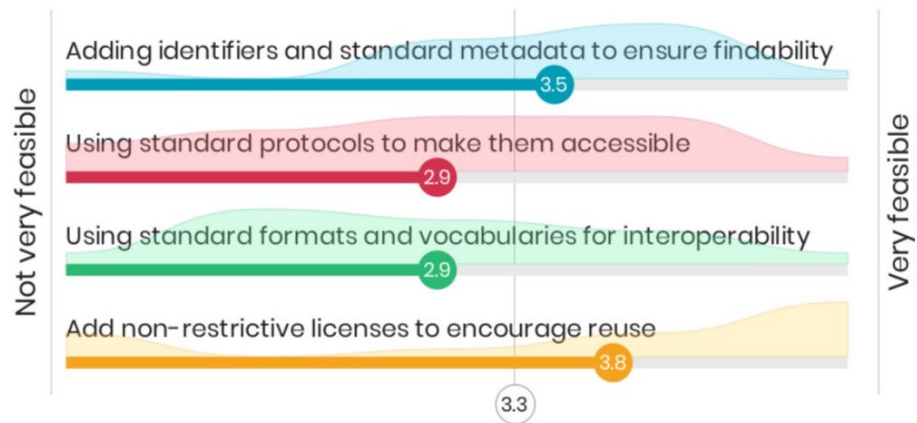 Adding identifiers and standard metadata to ensure findability
3.5
Using standard protocols to make them accessible
2.9
Using standard formats and vocabularies for interoperability
2.9
Add non-restrictive licenses to encourage reuse
3.8
3.3
Not very feasible
Very feasible